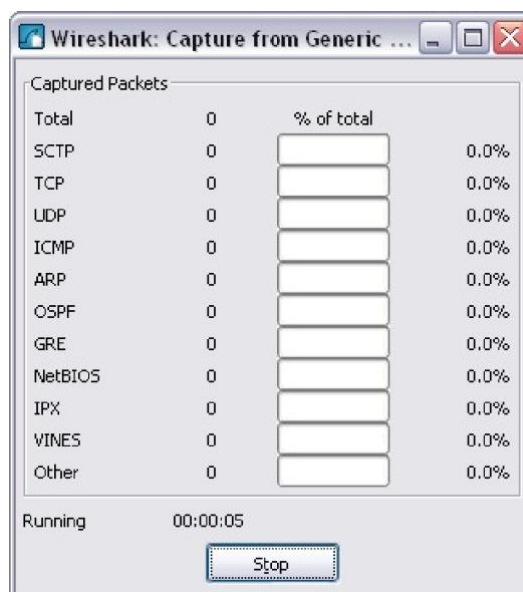 Wireshark: Capture from Generic ...
Captured Packets
Total 0 % of total
SCTP 0 0.0%
TCP 0 0.0%
UDP 0 0.0%
ICMP 0 0.0%
ARP 0 0.0%
OSPF 0 0.0%
GRE 0 0.0%
NetBIOS 0 0.0%
IPX 0 0.0%
VINES 0 0.0%
Other 0 0.0%
Running 00:00:05
Stop